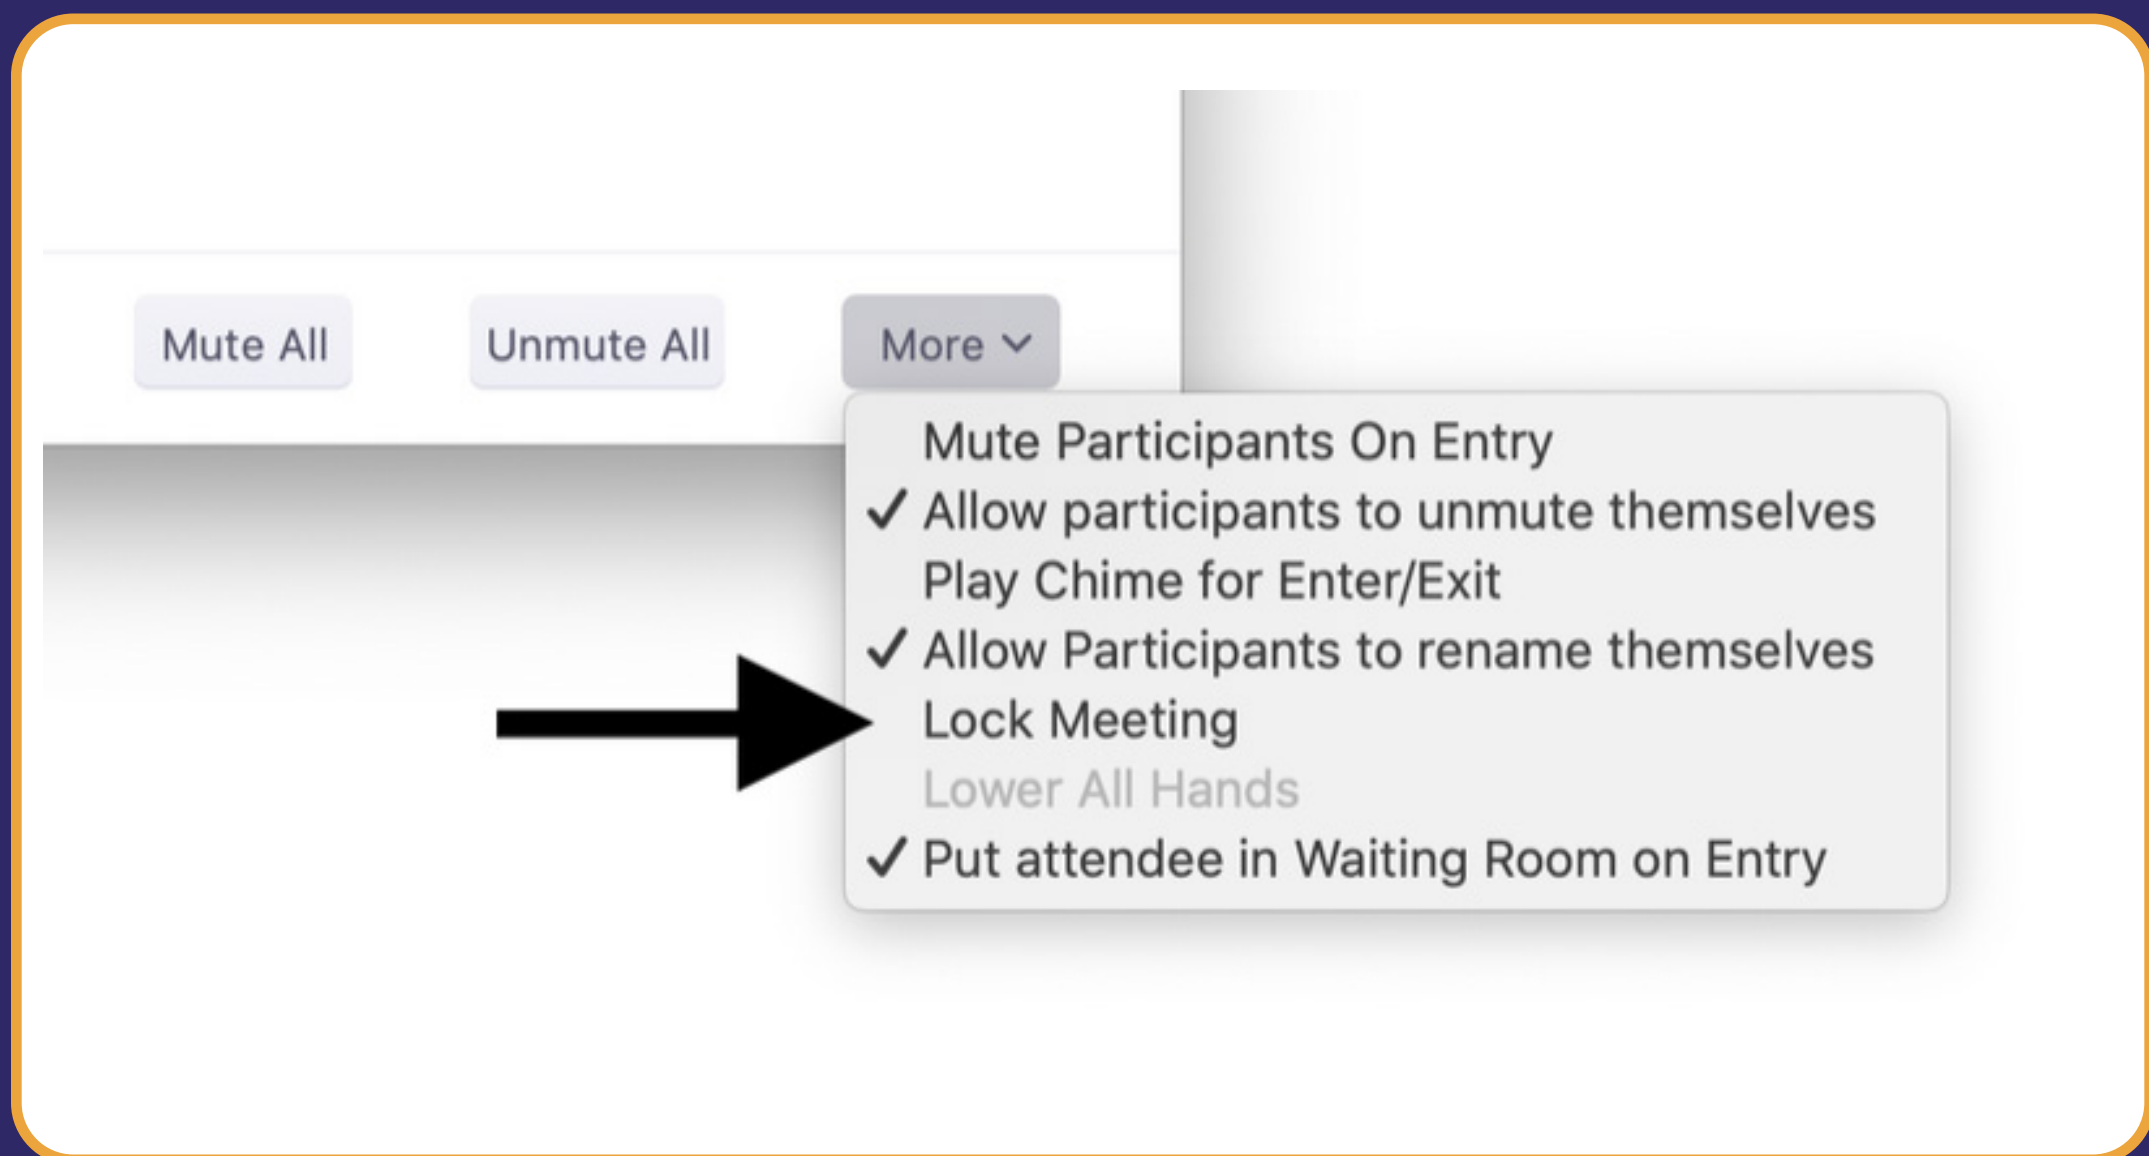 Mute All
Unmute All
More
Mute Participants On Entry
✓ Allow participants to unmute themselves
Play Chime for Enter/Exit
✓ Allow Participants to rename themselves
Lock Meeting
Lower All Hands
✓ Put attendee in Waiting Room on Entry